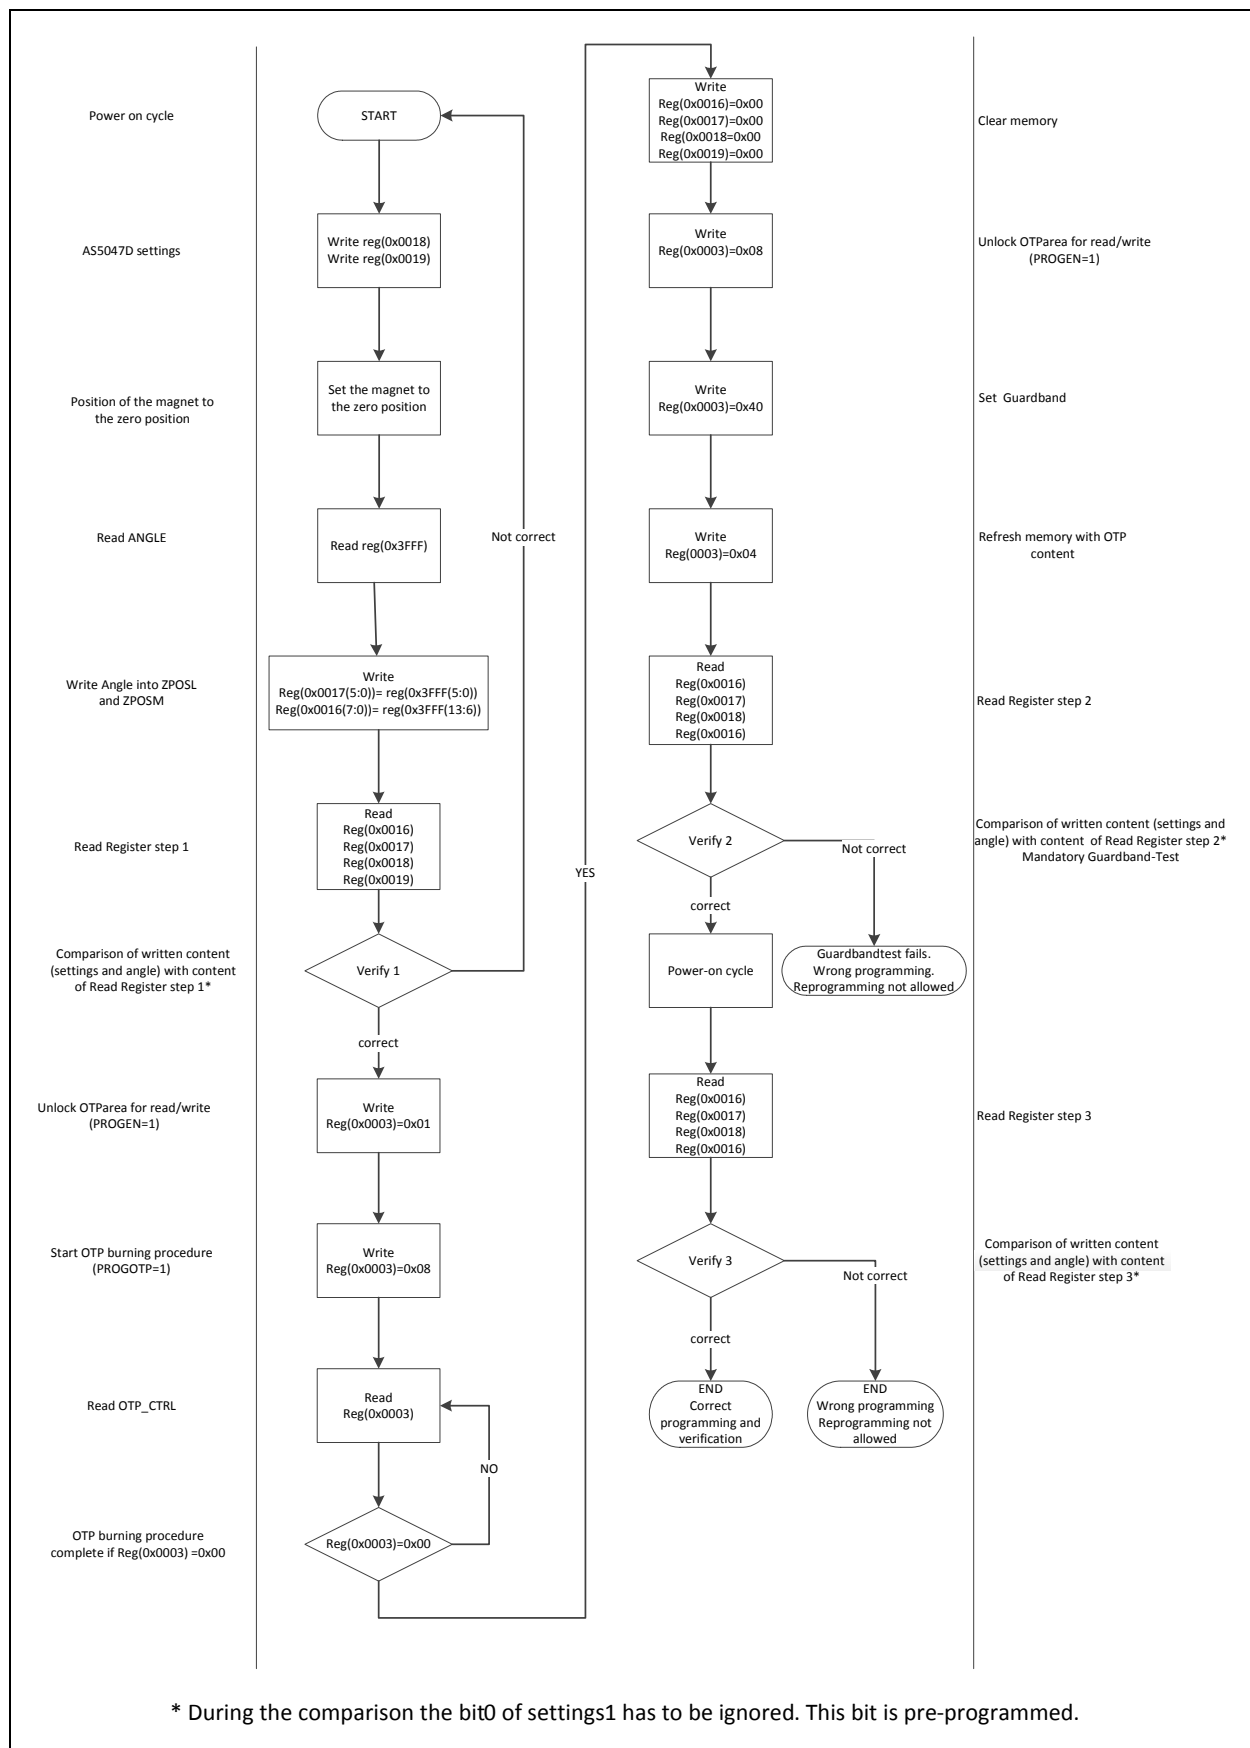 Power on cycle
START
AS5047D settings
Write reg(0x0018)
Write reg(0x0019)
Position of the magnet to
the zero position
Set the magnet to
the zero position
Read ANGLE
Read reg(0x3FFF)
Not correct
Write Angle into ZPOSL
and ZPOSM
Write
Reg(0x0017(5:0))= reg(0x3FFF(5:0))
Reg(0x0016(7:0))= reg(0x3FFF(13:6))
Read Register step 1
Read
Reg(0x0016)
Reg(0x0017)
Reg(0x0018)
Reg(0x0019)
Comparison of written content
(settings and angle) with content
of Read Register step 1*
Verify 1
correct
Unlock OTParea for read/write
(PROGEN=1)
Write
Reg(0x0003)=0x01
Start OTP burning procedure
(PROGOTP=1)
Write
Reg(0x0003)=0x08
Read OTP_CTRL
Read
Reg(0x0003)
NO
OTP burning procedure
complete if Reg(0x0003) =0x00
Reg(0x0003)=0x00
YES
Write
Reg(0x0016)=0x00
Reg(0x0017)=0x00
Reg(0x0018=0x00
Reg(0x0019)=0x00
Clear memory
Write
Reg(0x0003)=0x08
Unlock OTParea for read/write
(PROGEN=1)
Write
Reg(0x0003)=0x40
Set Guardband
Write
Reg(0003)=0x04
Refresh memory with OTP
content
Read
Reg(0x0016)
Reg(0x0017)
Reg(0x0018)
Reg(0x0016)
Read Register step 2
Verify 2
Not correct
Comparison of written content (settings and
angle) with content of Read Register step 2*
Mandatory Guardband-Test
correct
Power-on cycle
Guardbandtest fails.
Wrong programming.
Reprogramming not allowed
Read
Reg(0x0016)
Reg(0x0017)
Reg(0x0018)
Reg(0x0016)
Read Register step 3
Verify 3
Not correct
Comparison of written content
(settings and angle) with content
of Read Register step 3*
correct
END
Correct
programming and
verification
END
Wrong programming
Reprogramming not
allowed
* During the comparison the bit0 of settings1 has to be ignored. This bit is pre-programmed.